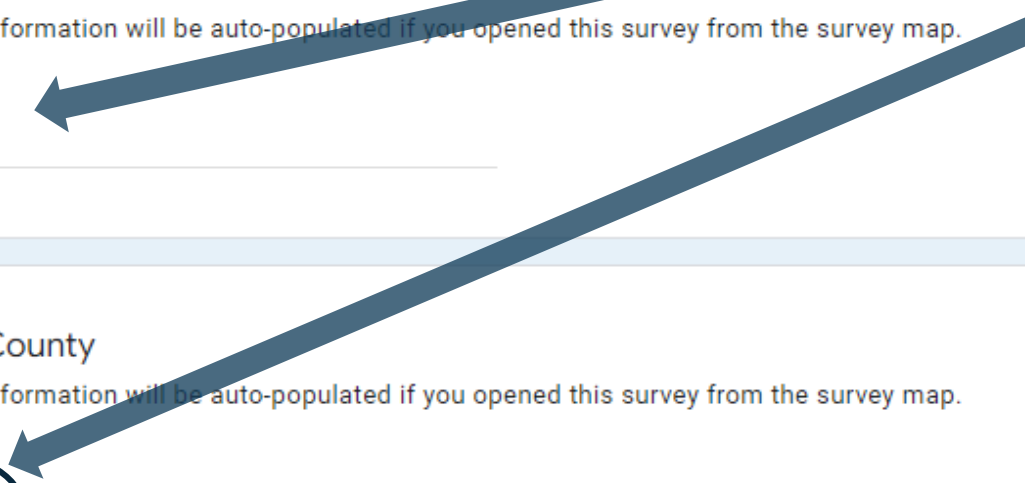 formation will be auto-populated if you opened this survey from the survey map.
County
formation will be auto-populated if you opened this survey from the survey map.